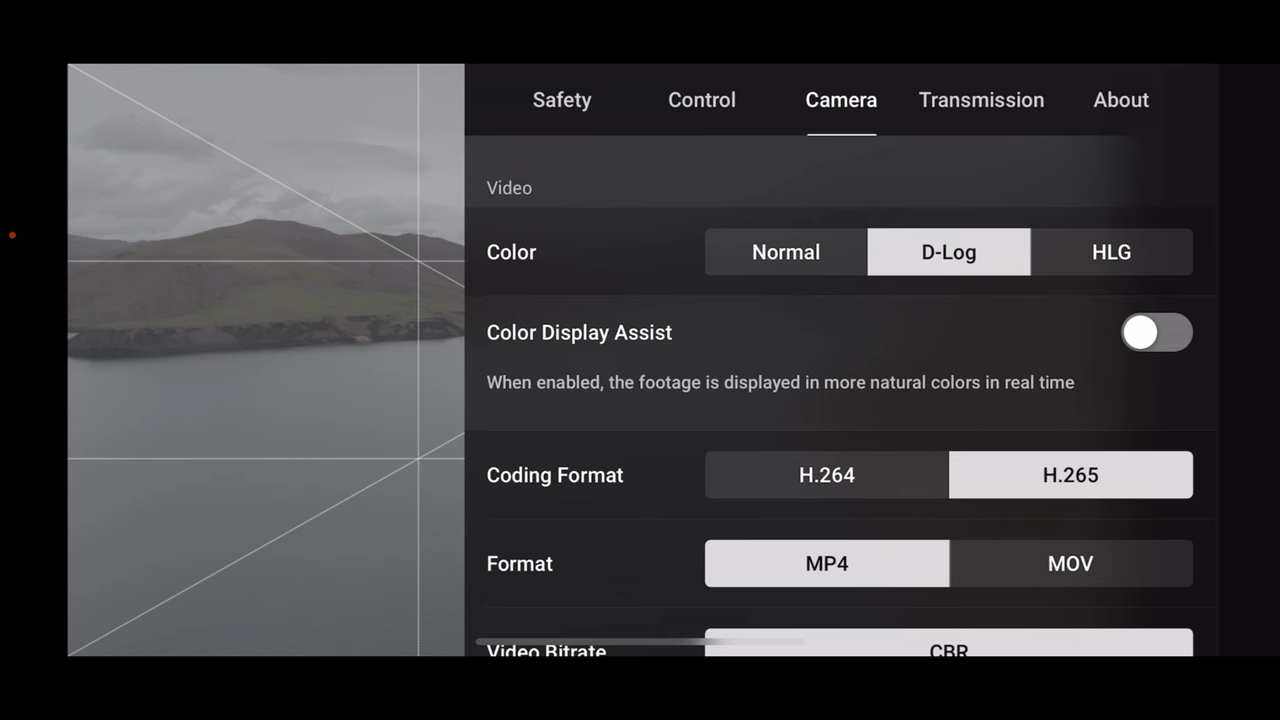 Safety Control Camera Transmission About
Video
Color Normal D-Log HLG
Color Display Assist
When enabled, the footage is displayed in more natural colors in real time
Coding Format H.264 H.265
Format MP4 MOV
Video Bitrate CBR